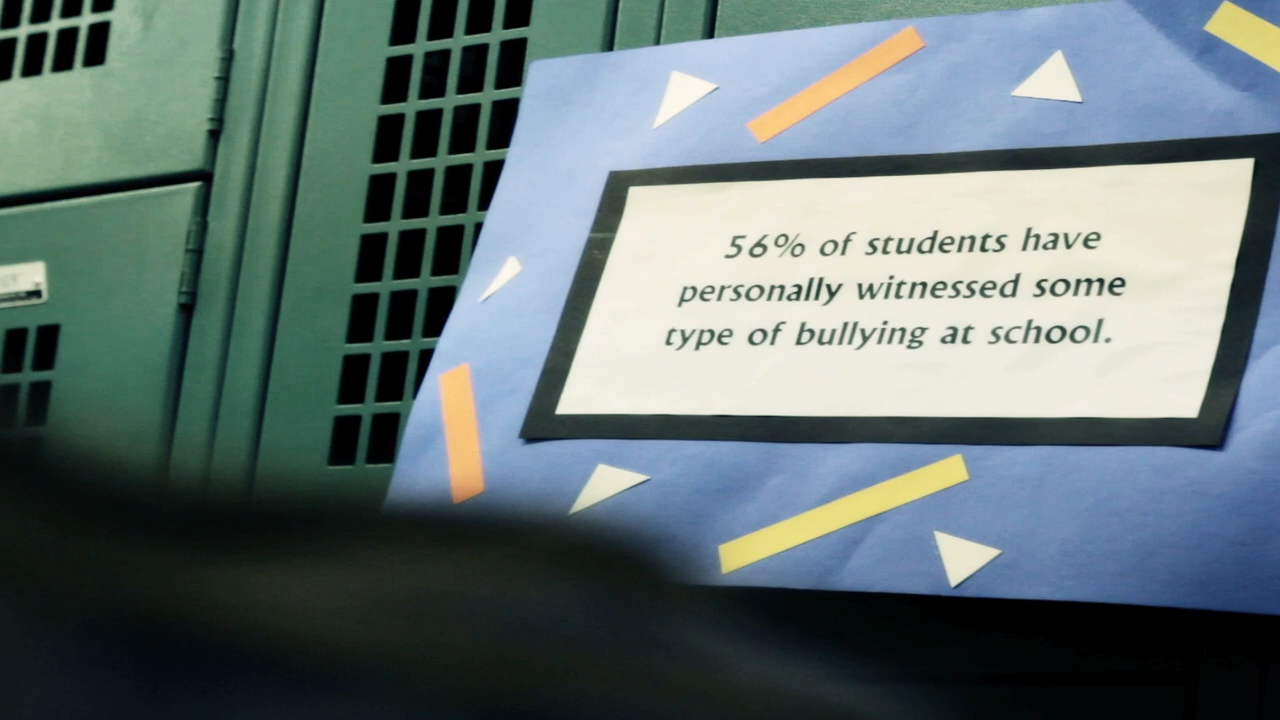 56% of students have
personally witnessed some
type of bullying at school.